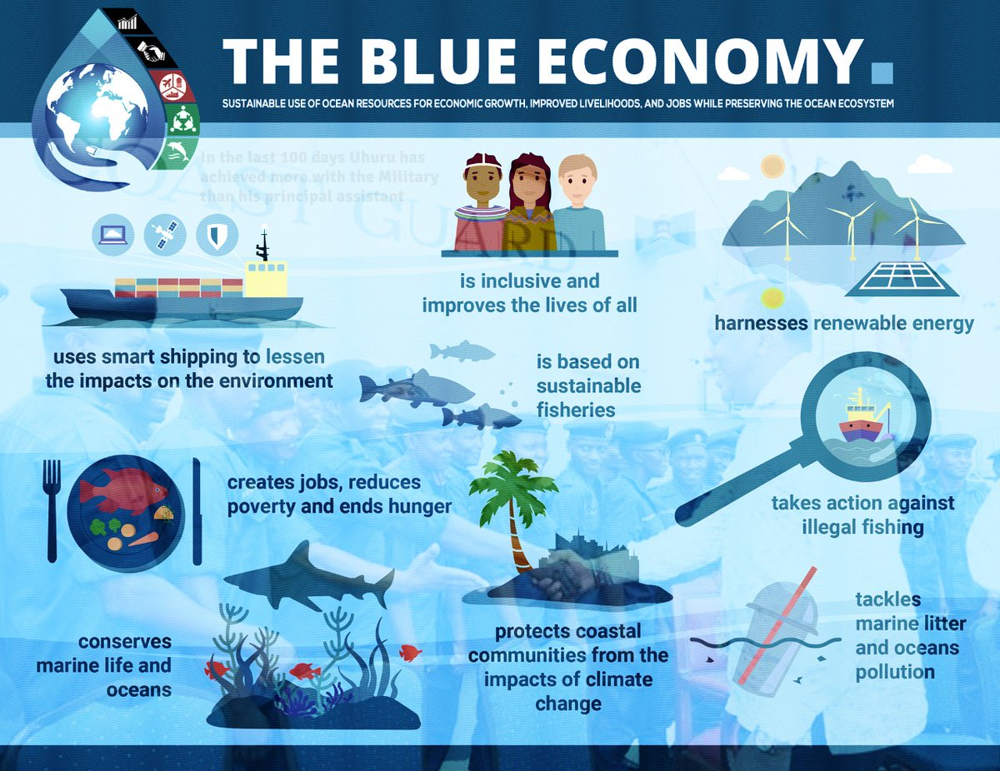 THE BLUE ECONOMY.
SUSTAINABLE USE OF OCEAN RESOURCES FOR ECONOMIC GROWTH, IMPROVED LIVELIHOODS, AND JOBS WHILE PRESERVING THE OCEAN ECOSYSTEM
In the last 100 days Uhuru has
achieved more with the Military
than his principal assistant
COAST GUARD
is inclusive and
improves the lives of all
harnesses renewable energy
uses smart shipping to lessen
the impacts on the environment
is based on
sustainable
fisheries
creates jobs, reduces
poverty and ends hunger
takes action against
illegal fishing
conserves
marine life and
oceans
protects coastal
communities from the
impacts of climate
change
tackles
marine litter
and oceans
pollution